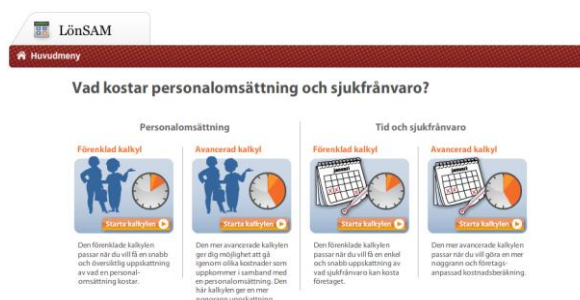 LönSAM
Huvudmeny
Vad kostar personalomsättning och sjukfrånvaro?
Personalomsättning
Tid och sjukfrånvaro
Förenklad kalkyl
Avancerad kalkyl
Förenklad kalkyl
Avancerad kalkyl
Starta kalkylen
Starta kalkylen
Starta kalkylen
Starta kalkylen
Den förenklade kalkylen
passar när du vill få en snabb
och översiktlig uppskattning
av vad en personal-
omsättning kostar.
Den mer avancerade kalkylen
ger dig möjlighet att gå
igenom olika kostnader som
uppkommer i samband med
en personalomsättning. Den
här kalkylen ger en mer
noggrann uppskattning
Den förenklade kalkylen
passar när du vill få en enkel
och snabb uppskattning av
vad sjukfrånvaro kan kosta
företaget.
Den mer avancerade kalkylen
passar när du vill göra en mer
noggrann och företags-
anpassad kostnadsberäkning.